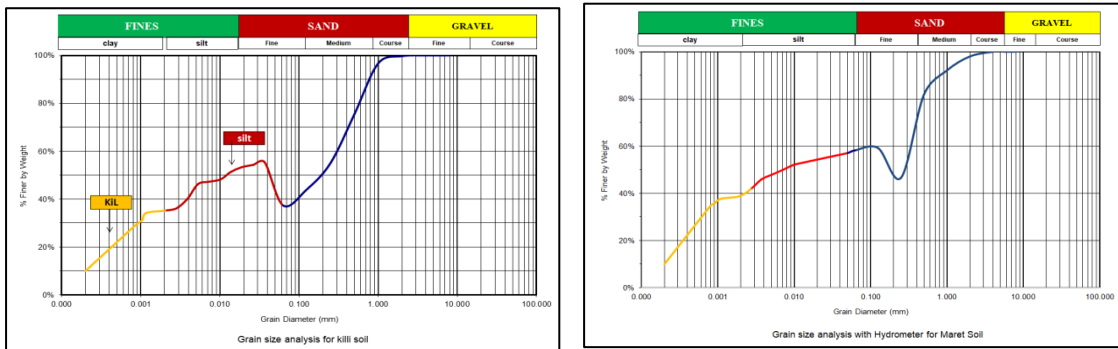 FINES SAND GRAVEL
clay silt Fine Medium Course Fine Course
100%
80%
60%
40%
20%
0%
% Finer by Weight
silt
KiL
0.000 0.001 0.010 0.100 1.000 10.000 100.000
Grain Diameter (mm)
Grain size analysis for killi soil
FINES SAND GRAVEL
clay silt Fine Medium Course Fine Course
100%
80%
60%
40%
20%
0%
% Finer by Weight
0.000 0.001 0.010 0.100 1.000 10.000 100.000
Grain Diameter (mm)
Grain size analysis with Hydrometer for Maret Soil